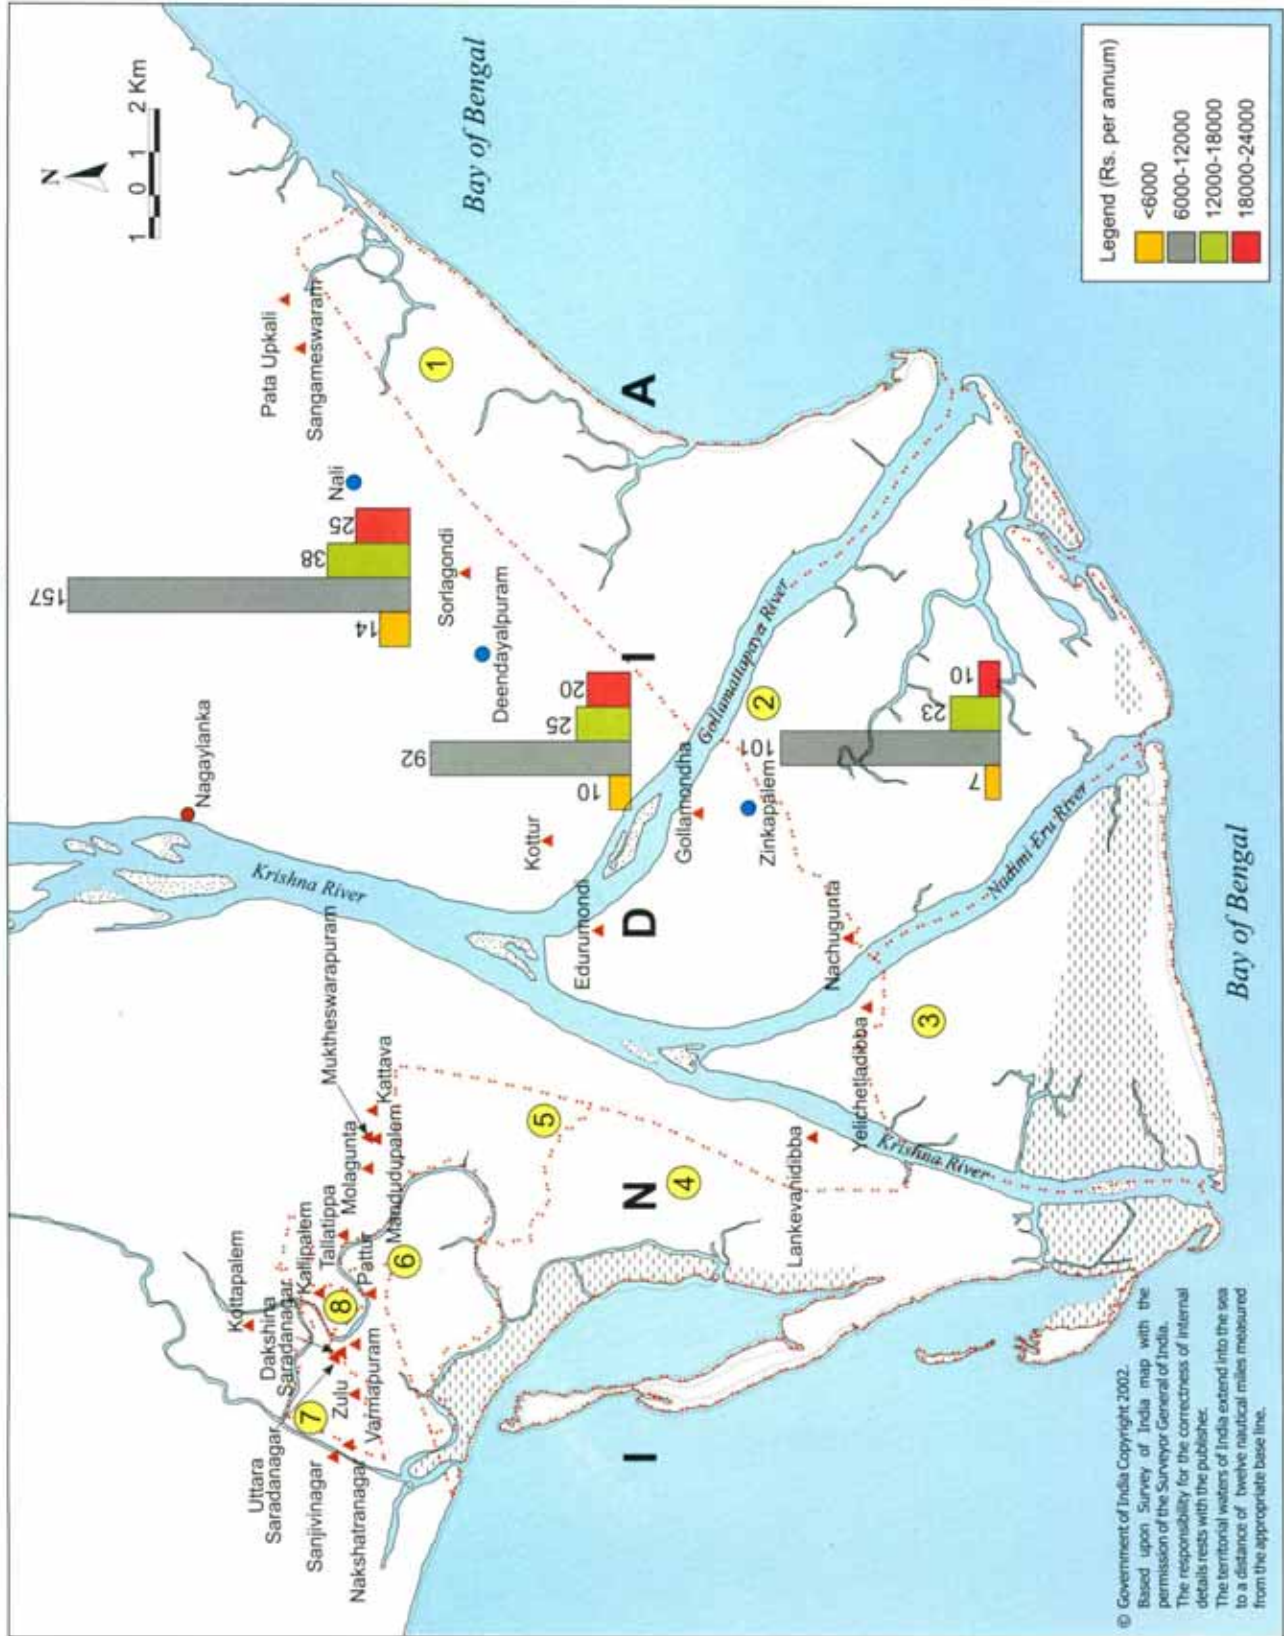 N
1 0 1 2 Km
Bay of Bengal
Pata Upkali
Sangameswaram
1
Nali
14
157
38
25
Sorlagondi
Deendayalpuram
Nagaylanka
10
92
25
20
Kottur
Krishna River
Edurumondi
Gollamondha
Gollamattapaya River
2
Zinkapalem
7
101
23
10
Nachugunta
Nadimi Eru River
Yelichetladibba
3
Krishna River
Bay of Bengal
Muktheswarapuram
Kattava
Molagunta
Mandudupalem
Tallatippa
Kallipalem
Pattur
Kottapalem
Dakshina
Saradanagar
8
6
5
4
Lankevanidibba
Uttara
Saradanagar
7
Zulu
Varmapuram
Sanjivinagar
Nakshatranagar
I N D I A
Legend (Rs. per annum)
<6000
6000-12000
12000-18000
18000-24000
© Government of India Copyright 2002.
Based upon Survey of India map with the
permission of the Surveyor General of India.
The responsibility for the correctness of internal
details rests with the publisher.
The territorial waters of India extend into the sea
to a distance of twelve nautical miles measured
from the appropriate base line.